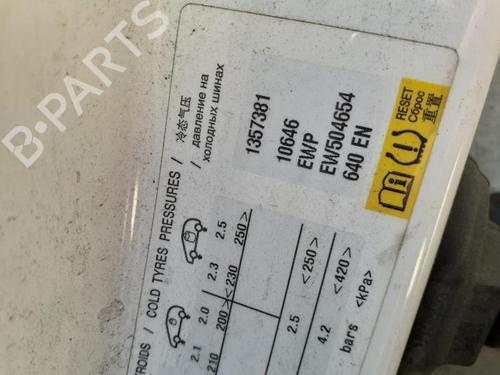 B-PARTS
TROIDS / COLD TYRES PRESSURES / 冷态气压
/ давление на
холодных шинах
1357381
10646
EWP
EW504654
640 EN
RESET
Сброс
重置
2.1 2.0 2.3 2.5
210 200> <230 250>
2.5 <250>
4.2 <420>
bars <kPa>